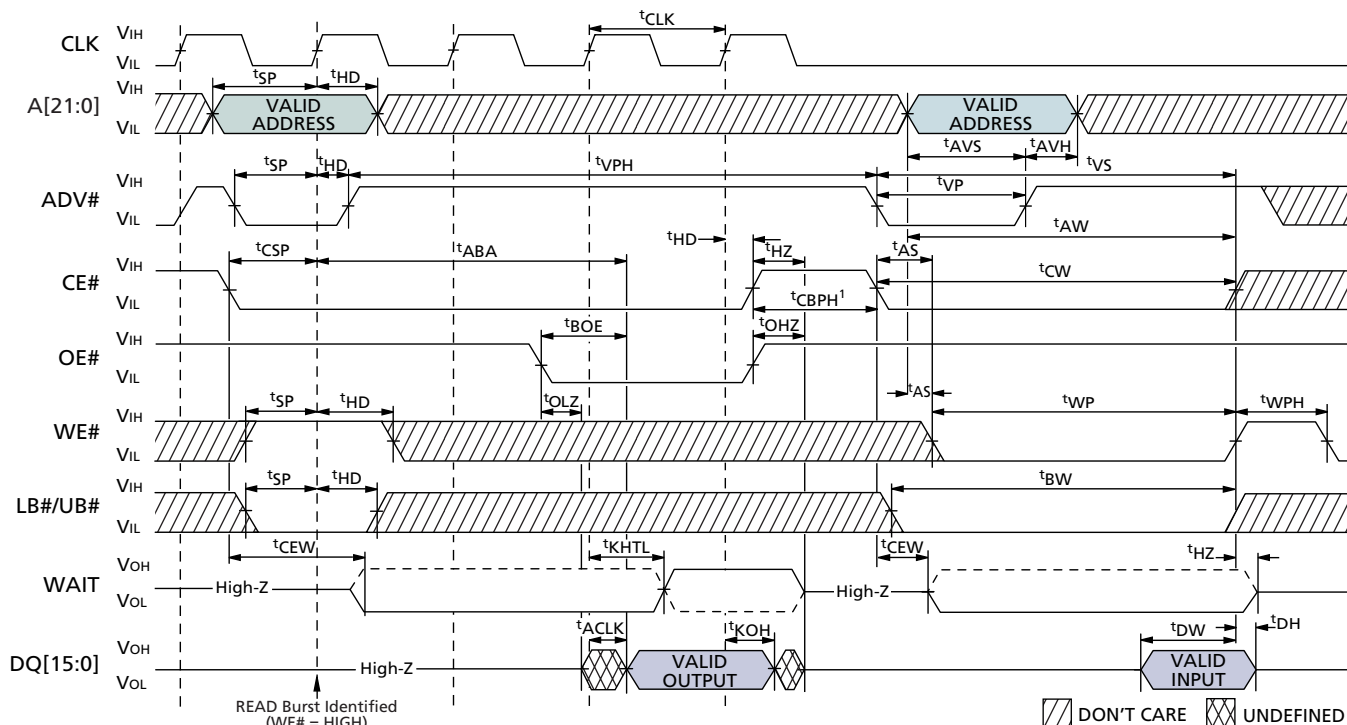 tCLK
VIH
CLK
VIL
tSP tHD
VIH
A[21:0]
VALID ADDRESS
VALID ADDRESS
VIL
tAVS tAVH
tSP tHD tVPH tVS
VIH
tVP
ADV#
VIL
tHD tAW
tCSP tABA tHZ tAS
VIH
CE#
tCW
VIL
tCBPH1
tBOE tOHZ
VIH
OE#
VIL
tOLZ tAS
tSP tHD tWP tWPH
VIH
WE#
VIL
tSP tHD tBW
VIH
LB#/UB#
VIL
tCEW tKHTL tCEW tHZ
VOH
WAIT
High-Z High-Z
VOL
tACLK tKOH tDW tDH
VOH
DQ[15:0]
High-Z
VALID OUTPUT
VALID INPUT
VOL
READ Burst Identified
(WE# = HIGH)
DON'T CARE UNDEFINED